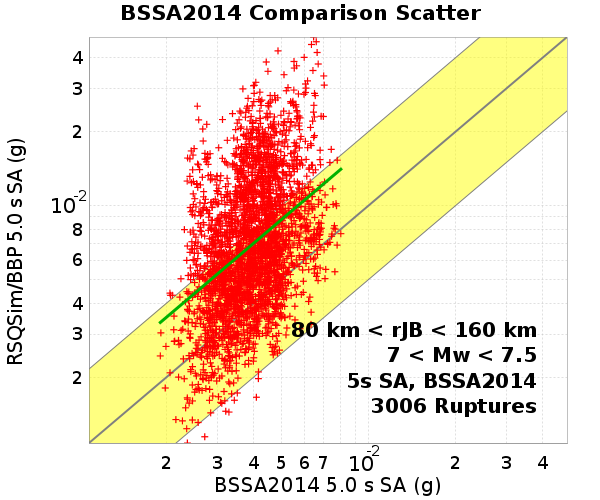 BSSA2014 Comparison Scatter
RSQSim/BBP 5.0 s SA (g)
4
3
2
10-2
8
6
4
3
2
80 km < rJB < 160 km
7 < Mw < 7.5
5s SA, BSSA2014
3006 Ruptures
2 3 4 5 6 7 10-2 2 3 4
BSSA2014 5.0 s SA (g)